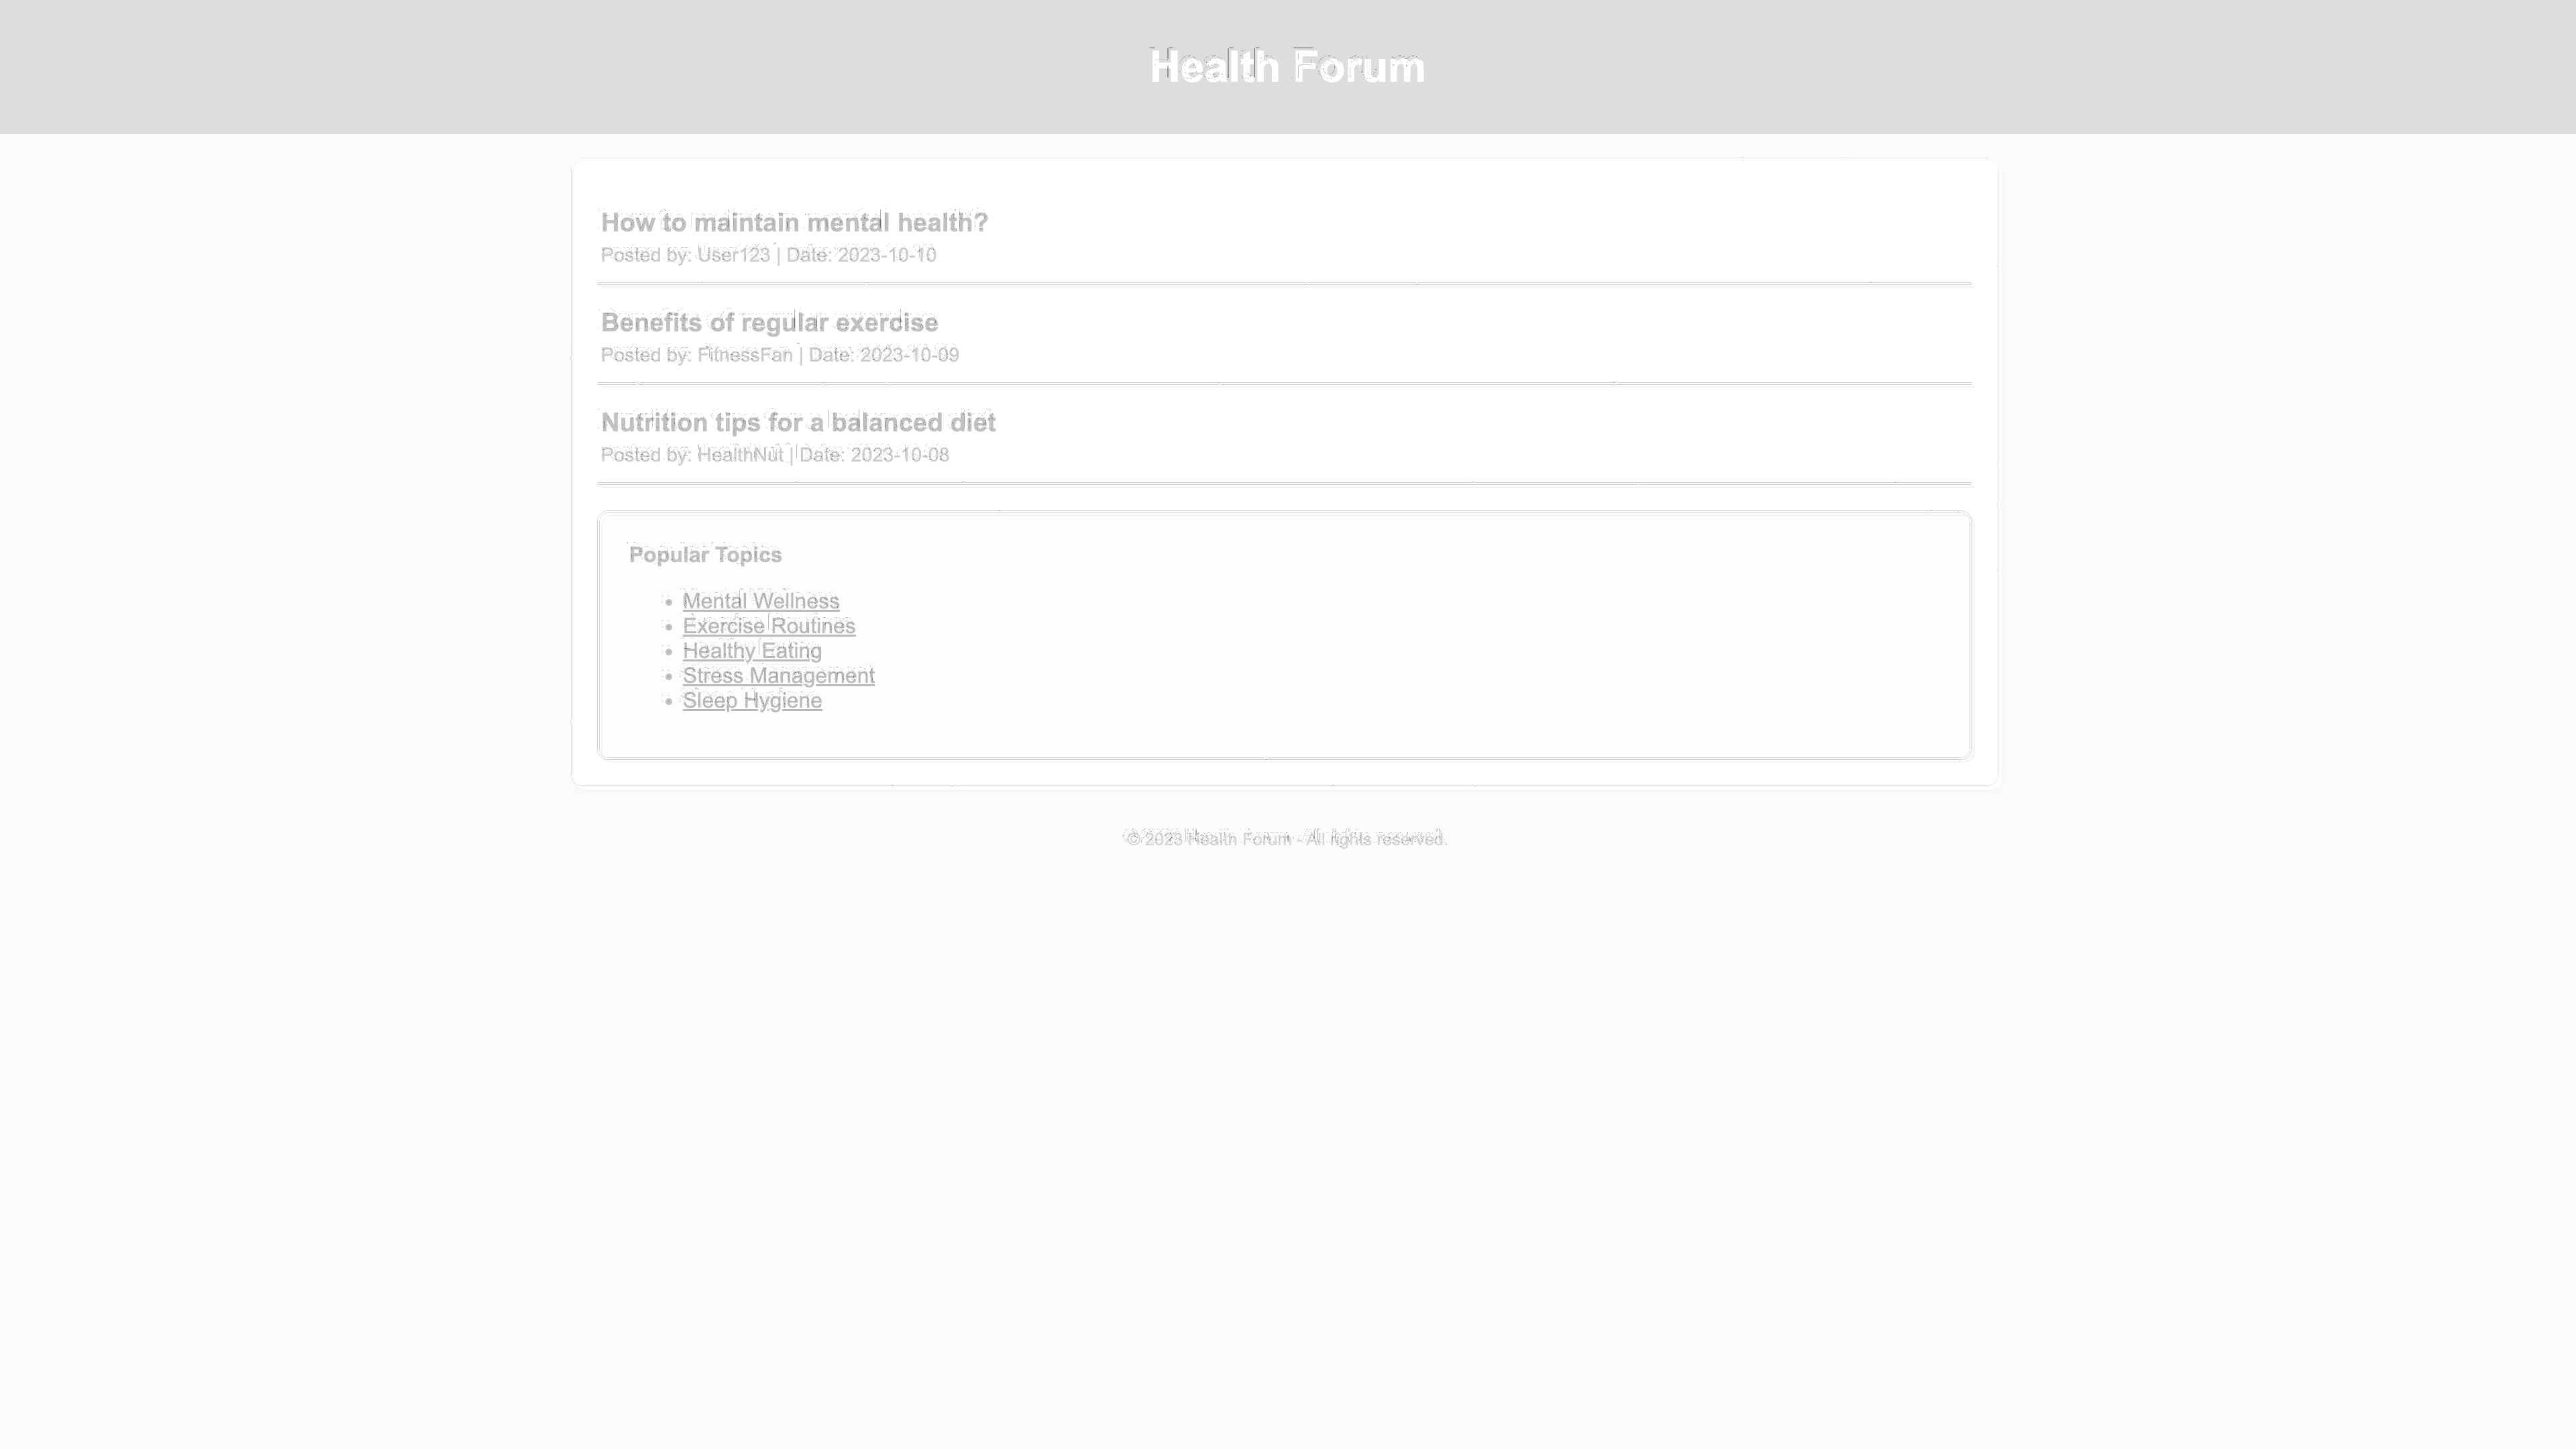 Health Forum
How to maintain mental health?
Posted by: User123 | Date: 2023-10-10
Benefits of regular exercise
Posted by: FitnessFan | Date: 2023-10-09
Nutrition tips for a balanced diet
Posted by: HealthNut | Date: 2023-10-08
Popular Topics
• Mental Wellness
• Exercise Routines
• Healthy Eating
• Stress Management
• Sleep Hygiene
© 2023 Health Forum - All rights reserved.